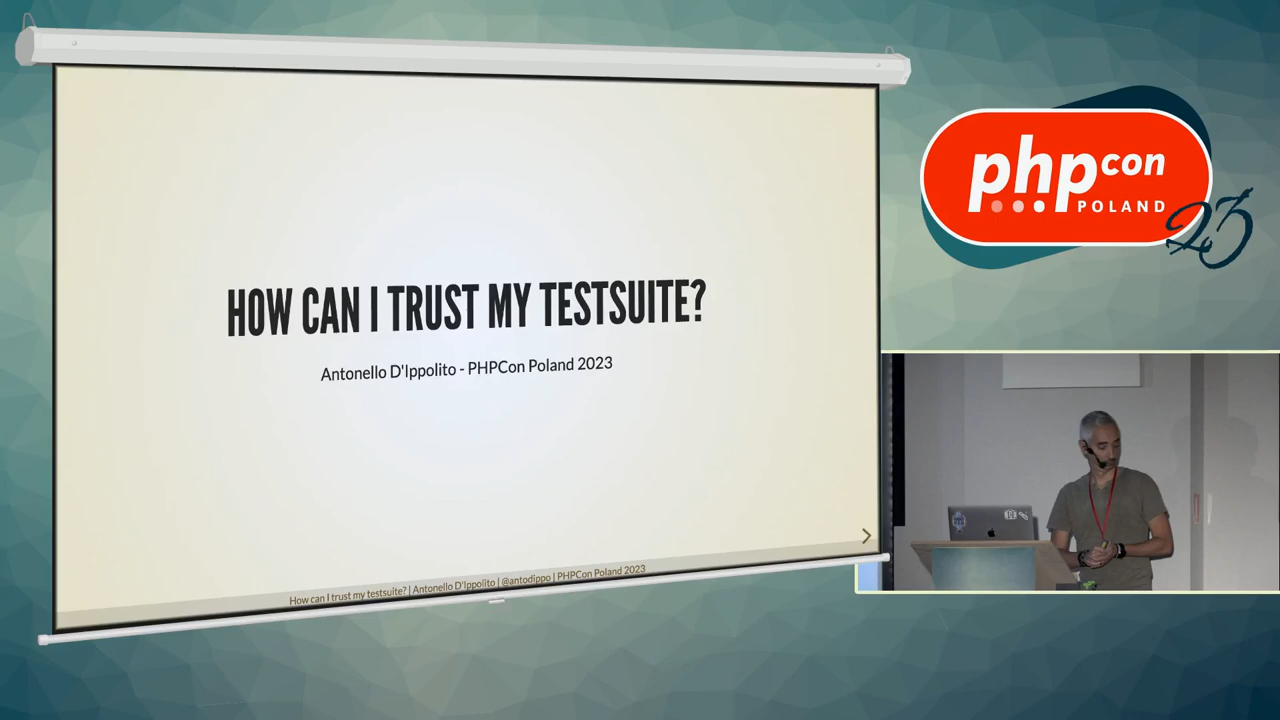 HOW CAN I TRUST MY TESTSUITE?
Antonello D'Ippolito - PHPCon Poland 2023
How can I trust my testsuite? | Antonello D'Ippolito | @antodippo | PHPCon Poland 2023
phpcon
POLAND
23